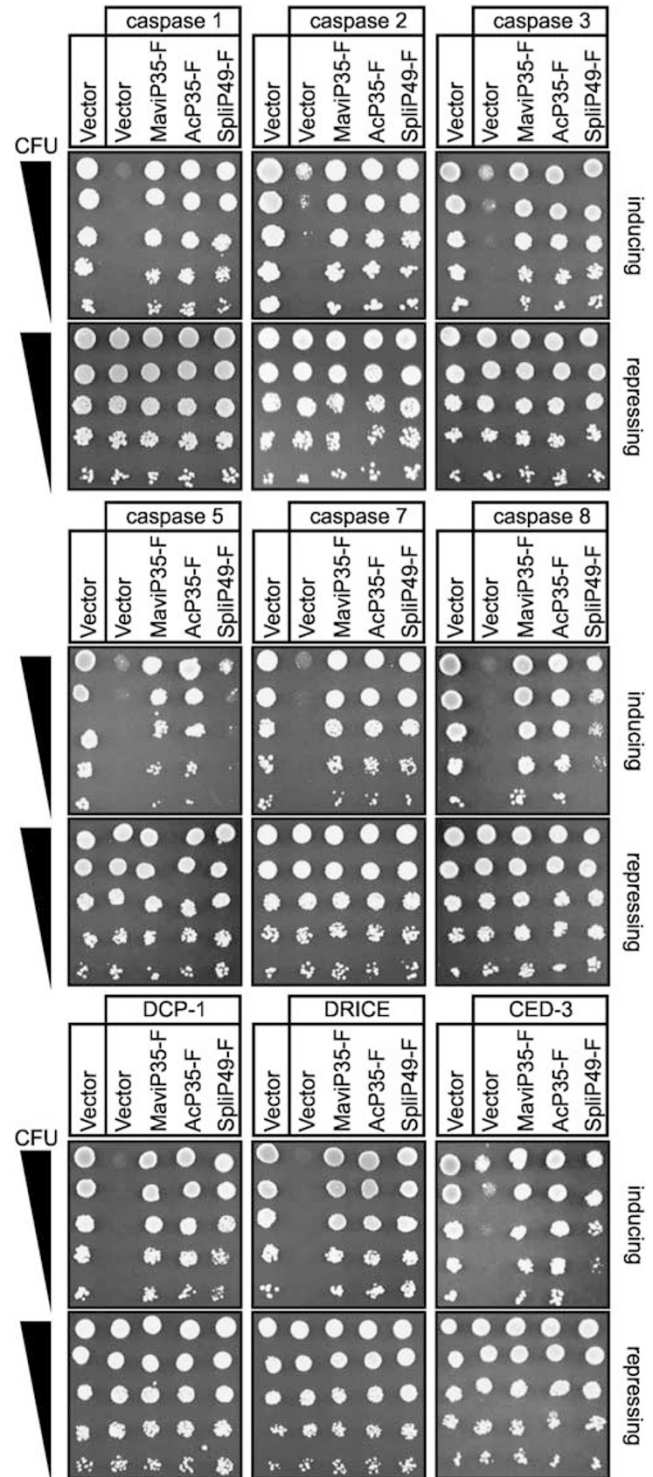 caspase 1 caspase 2 caspase 3
Vector Vector MaviP35-F AcP35-F SpliP49-F Vector Vector MaviP35-F AcP35-F SpliP49-F Vector Vector MaviP35-F AcP35-F SpliP49-F
CFU
inducing
repressing
caspase 5 caspase 7 caspase 8
Vector Vector MaviP35-F AcP35-F SpliP49-F Vector Vector MaviP35-F AcP35-F SpliP49-F Vector Vector MaviP35-F AcP35-F SpliP49-F
inducing
repressing
DCP-1 DRICE CED-3
Vector Vector MaviP35-F AcP35-F SpliP49-F Vector Vector MaviP35-F AcP35-F SpliP49-F Vector Vector MaviP35-F AcP35-F SpliP49-F
CFU
inducing
repressing